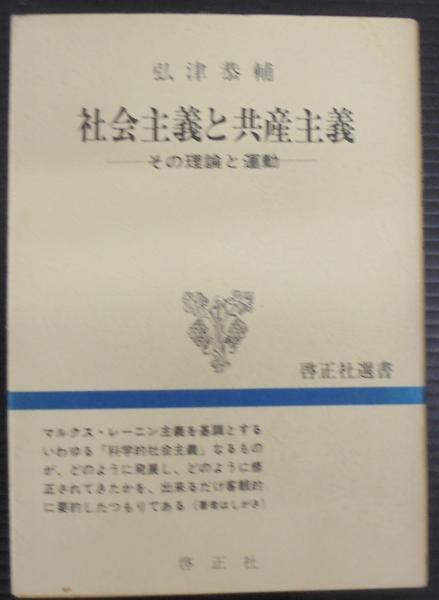 弘津恭輔
社会主義と共産主義
――その理論と運動――
啓正社選書
マルクス・レーニン主義を基調とする
いわゆる「科学的社会主義」なるもの
が、どのように発展し、どのように修
正されてきたかを、出来るだけ客観的
に要約したつもりである（著者はしがき）
啓正社